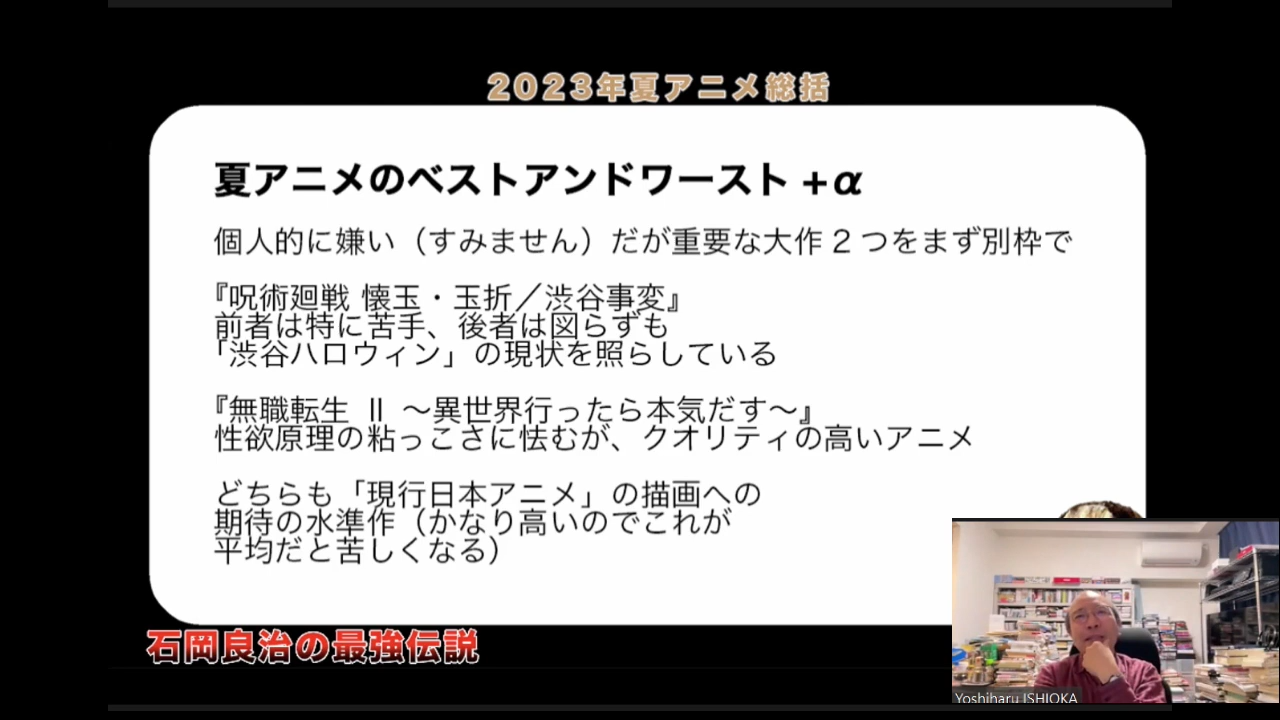 2023年夏アニメ総括
夏アニメのベストアンドワースト +α
個人的に嫌い（すみません）だが重要な大作 2 つをまず別枠で
『呪術廻戦 懐玉・玉折／渋谷事変』
前者は特に苦手、後者は図らずも
「渋谷ハロウィン」の現状を照らしている
『無職転生 Ⅱ ～異世界行ったら本気だす～』
性欲原理の粘っこさに怯むが、クオリティの高いアニメ
どちらも「現行日本アニメ」の描画への
期待の水準作（かなり高いのでこれが
平均だと苦しくなる）
石岡良治の最強伝説
Yoshiharu ISHIOKA